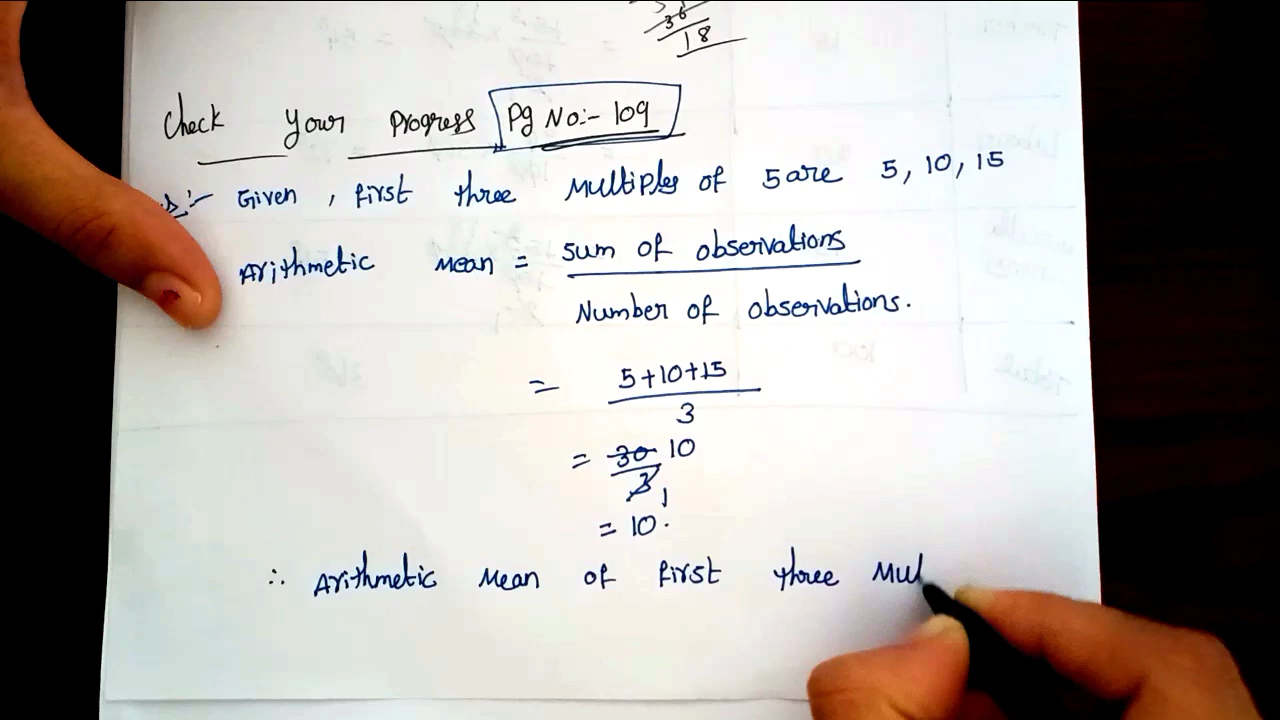 36
18
Check Your Progress Pg No:- 109
:- Given, first three Multiples of 5 are 5, 10, 15
Arithmetic Mean = Sum of observations
Number of observations.
= 5+10+15
3
= 30 10
3 1
= 10.
∴ Arithmetic Mean of first three Mul